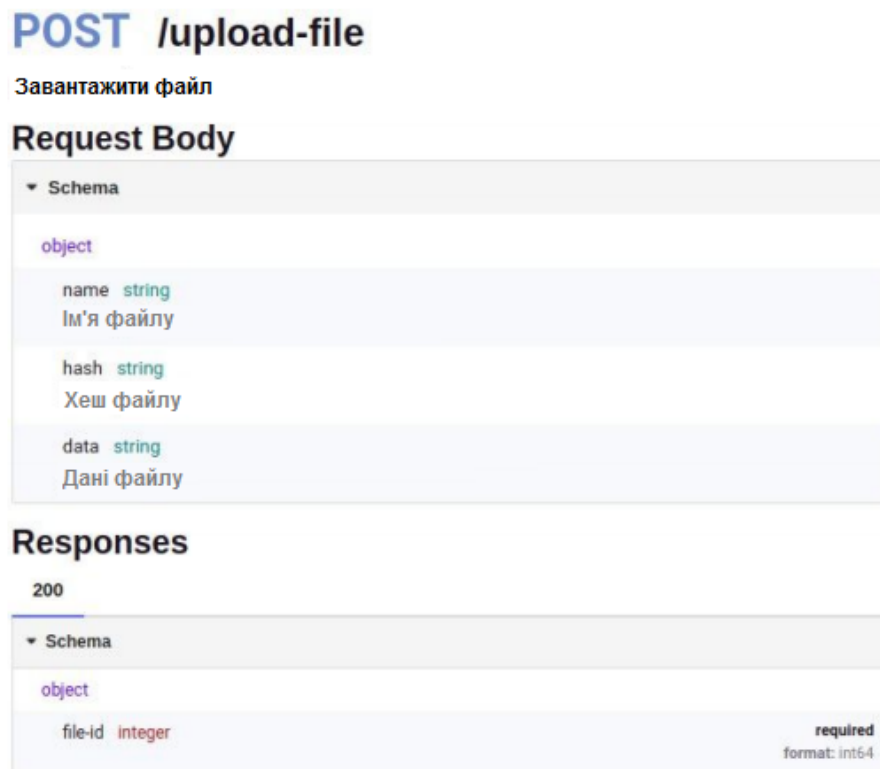 POST /upload-file
Завантажити файл
Request Body
Schema
object
name string
Ім'я файлу
hash string
Хеш файлу
data string
Дані файлу
Responses
200
Schema
object
file-id integer required
format: int64